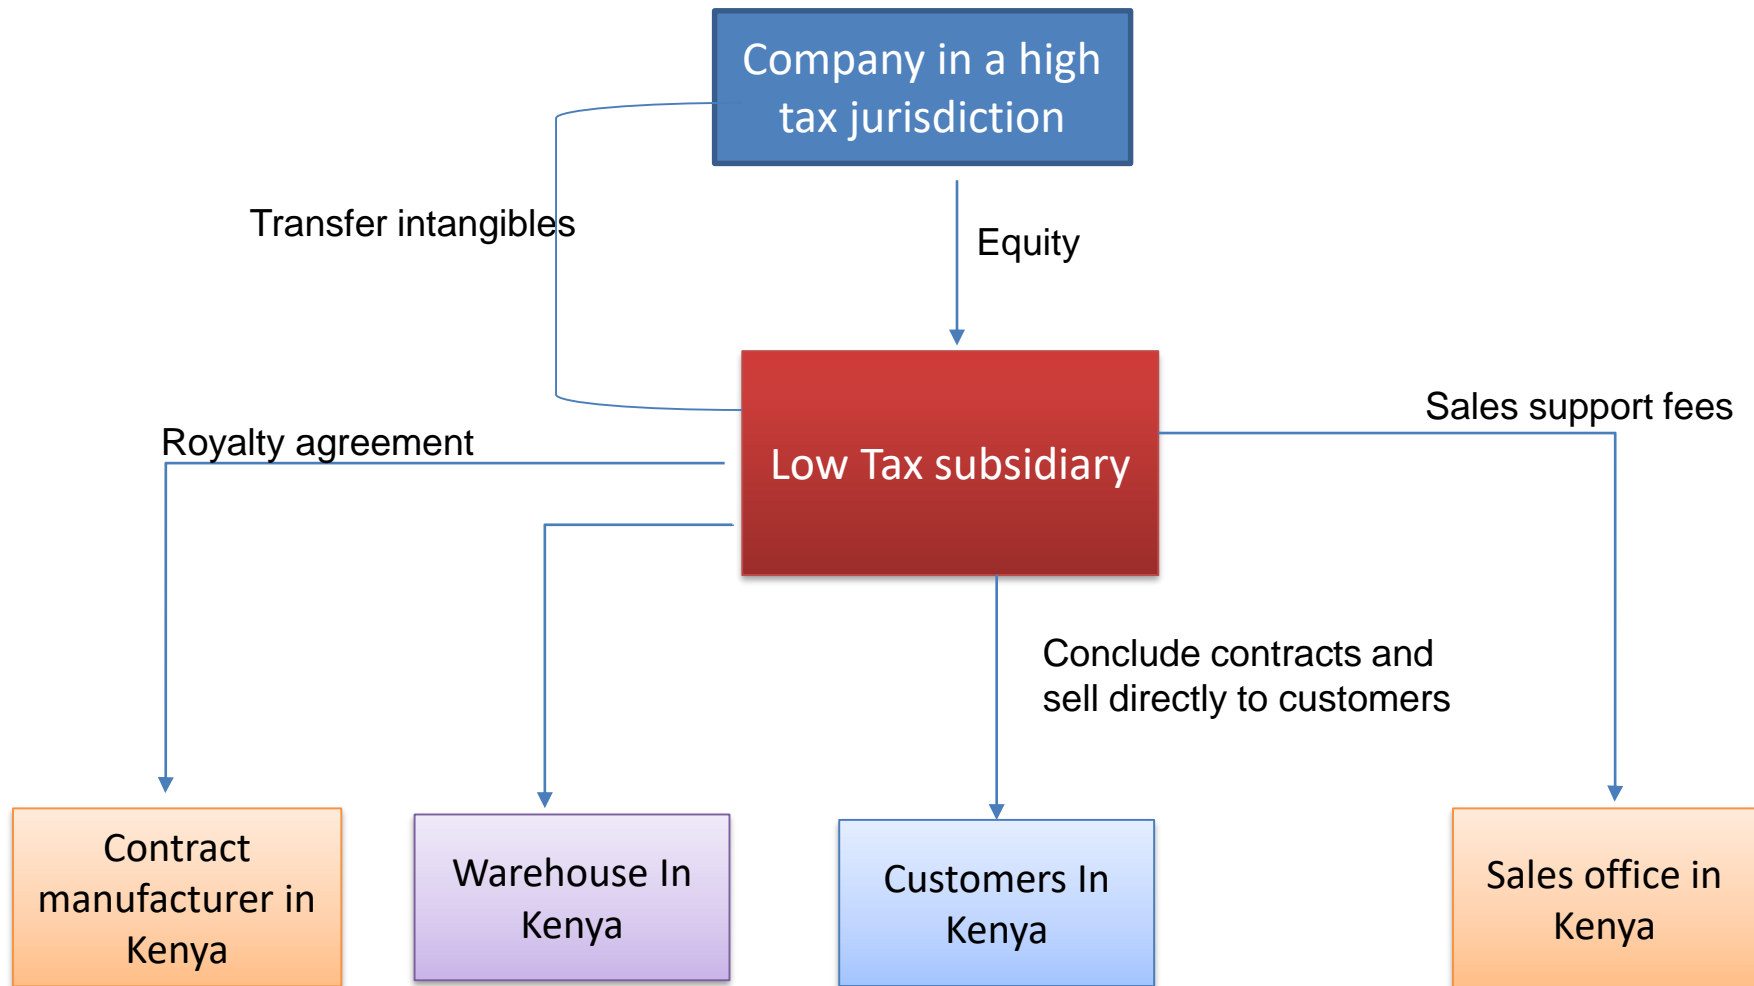 Company in a high
tax jurisdiction
Transfer intangibles
Equity
Sales support fees
Royalty agreement
Low Tax subsidiary
Conclude contracts and
sell directly to customers
Contract
manufacturer in
Kenya
Warehouse In
Kenya
Customers In
Kenya
Sales office in
Kenya